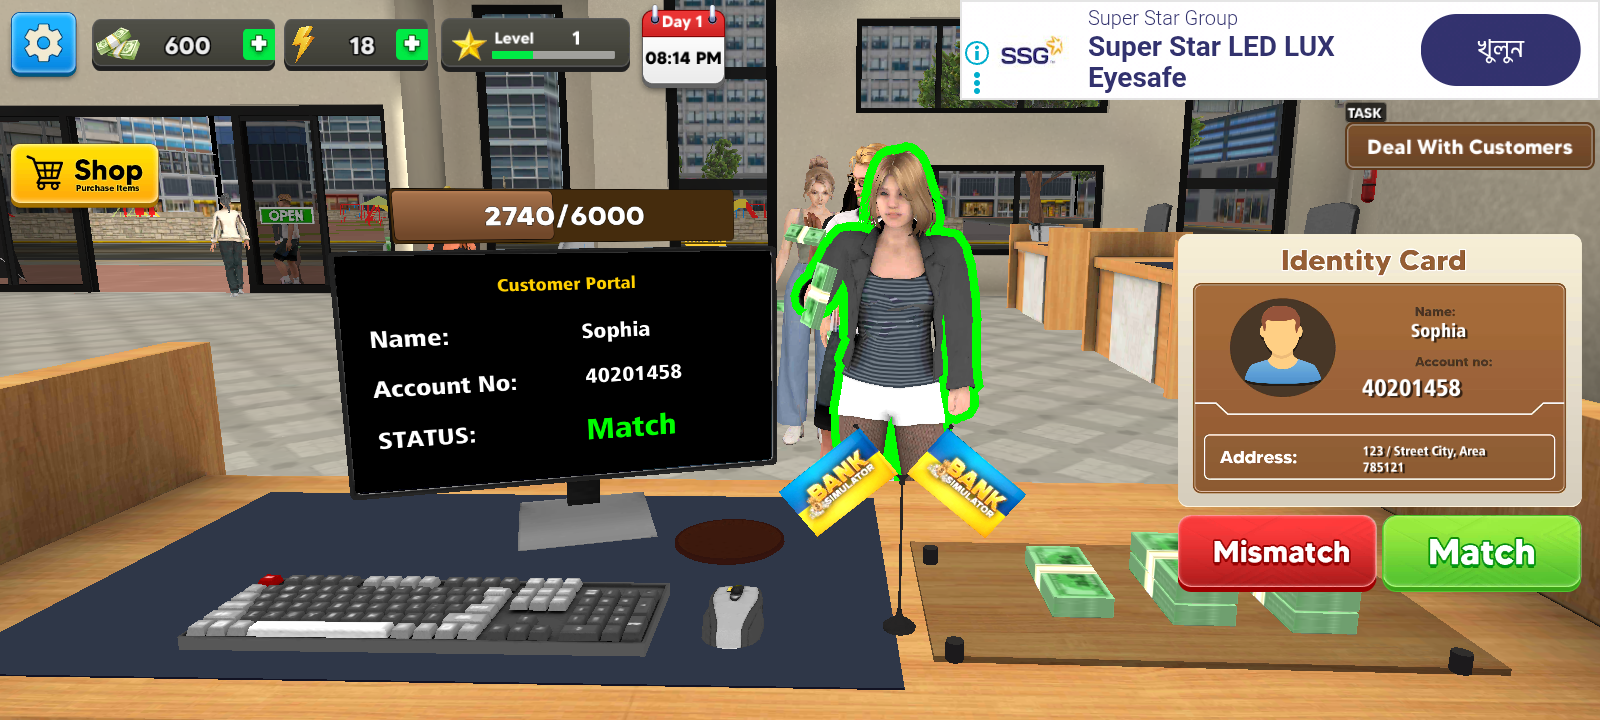 600
18
Level 1
Day 1
08:14 PM
SSG
Super Star Group
Super Star LED LUX
Eyesafe
খুলুন
TASK
Deal With Customers
Shop
Purchase Items
OPEN
2740/6000
Customer Portal
Name: Sophia
Account No: 40201458
STATUS: Match
Identity Card
Name:
Sophia
Account no:
40201458
Address: 123 / Street City, Area
785121
BANK
SIMULATOR
BANK
SIMULATOR
Mismatch
Match